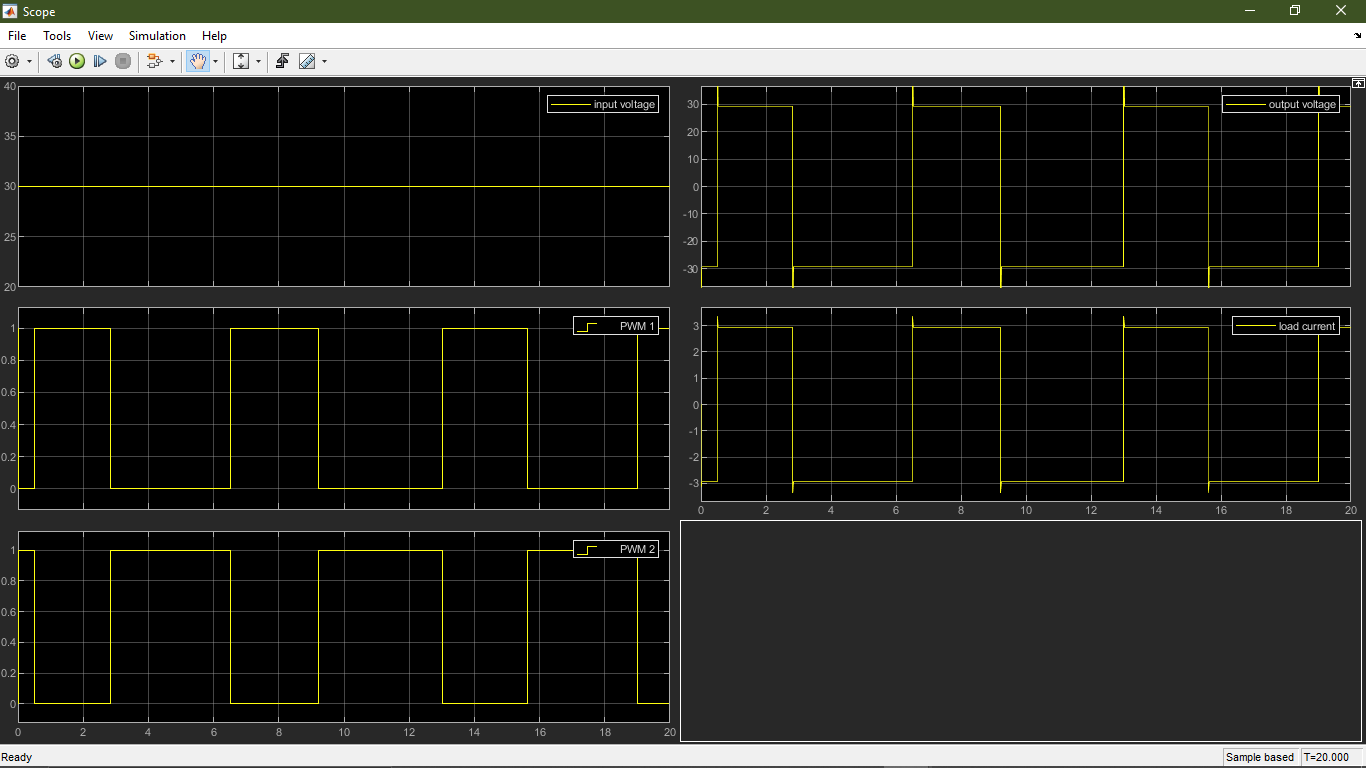 Scope
File Tools View Simulation Help
input voltage
40
35
30
25
20
PWM 1
1
0.8
0.6
0.4
0.2
0
PWM 2
1
0.8
0.6
0.4
0.2
0
0 2 4 6 8 10 12 14 16 18 20
output voltage
30
20
10
0
-10
-20
-30
load current
3
2
1
0
-1
-2
-3
0 2 4 6 8 10 12 14 16 18 20
Ready
Sample based T=20.000